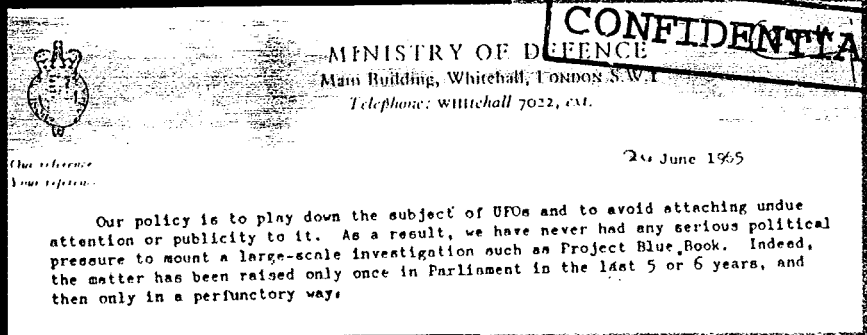 CONFIDENTIA
MINISTRY OF DEFENCE
Main Building, Whitehall, LONDON S.W.1
Telephone: WHItehall 7022, EXT.
Our reference
Your reference
June 1965
Our policy is to play down the subject of UFOs and to avoid attaching undue
attention or publicity to it. As a result, we have never had any serious political
pressure to mount a large-scale investigation such as Project Blue Book. Indeed,
the matter has been raised only once in Parliament in the last 5 or 6 years, and
then only in a perfunctory way.